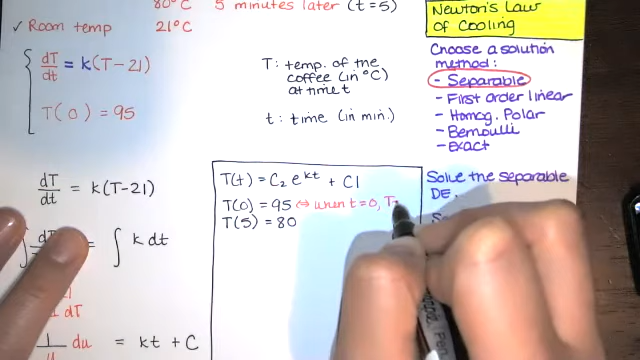 80°C 5 minutes later (t=5)
✓ Room temp 21°C
dT/dt = k(T-21)
T(0) = 95
T: temp. of the
coffee (in °C)
at time t
t: time (in min.)
Newton's Law
of Cooling
Choose a solution
method:
- Separable
- First order linear
- Homog. Polar
- Bernoulli
- Exact
Solve the separable
DE.
dT/dt = k(T-21)
= ∫ k dt
1/u du = kt + C
T(t) = C2 e^kt + C1
T(0) = 95 ⇔ when t=0, T=
T(5) = 80